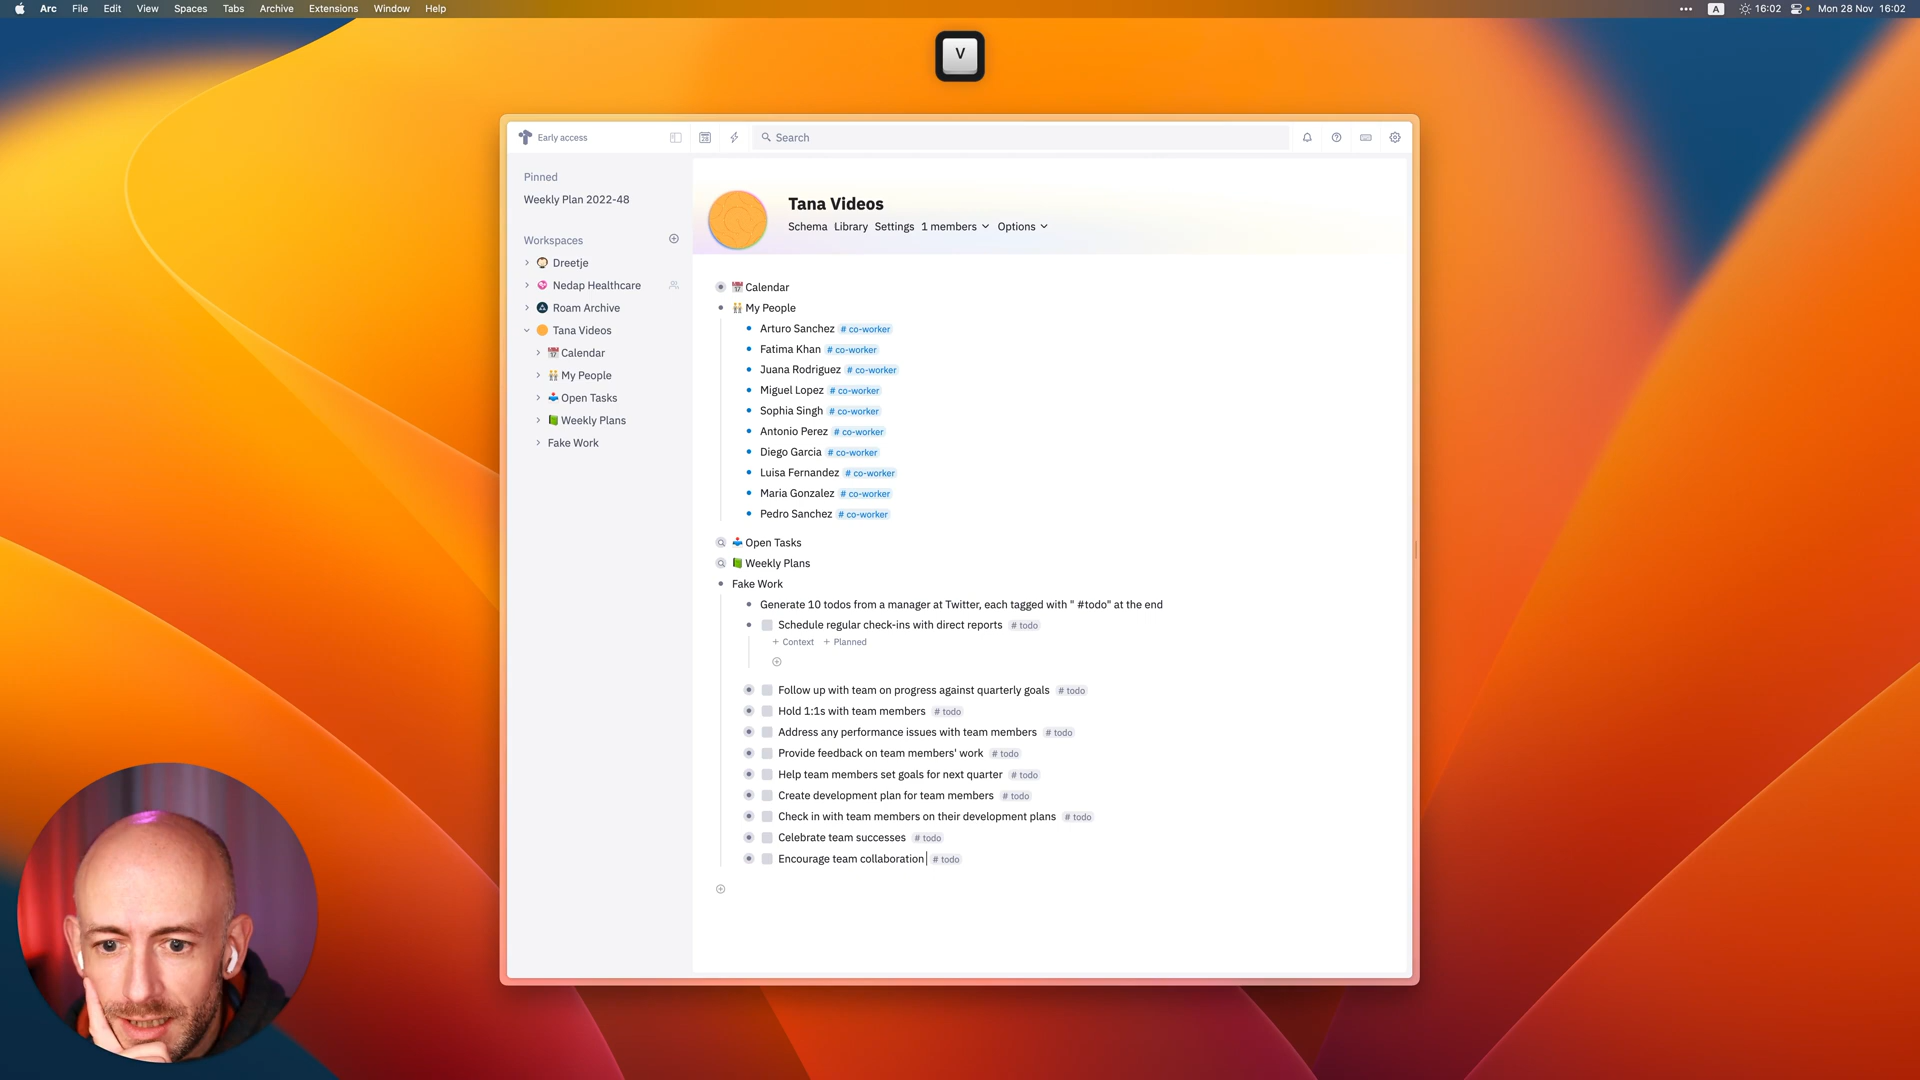 Arc File Edit View Spaces Tabs Archive Extensions Window Help
A 16:02 Mon 28 Nov 16:02
V
Early access
28
Search
Pinned
Weekly Plan 2022-48
Workspaces
Dreetje
Nedap Healthcare
Roam Archive
Tana Videos
Calendar
My People
Open Tasks
Weekly Plans
Fake Work
Tana Videos
Schema Library Settings 1 members Options
Calendar
My People
Arturo Sanchez # co-worker
Fatima Khan # co-worker
Juana Rodriguez # co-worker
Miguel Lopez # co-worker
Sophia Singh # co-worker
Antonio Perez # co-worker
Diego Garcia # co-worker
Luisa Fernandez # co-worker
Maria Gonzalez # co-worker
Pedro Sanchez # co-worker
Open Tasks
Weekly Plans
Fake Work
Generate 10 todos from a manager at Twitter, each tagged with " #todo" at the end
Schedule regular check-ins with direct reports # todo
+ Context + Planned
Follow up with team on progress against quarterly goals # todo
Hold 1:1s with team members # todo
Address any performance issues with team members # todo
Provide feedback on team members' work # todo
Help team members set goals for next quarter # todo
Create development plan for team members # todo
Check in with team members on their development plans # todo
Celebrate team successes # todo
Encourage team collaboration # todo